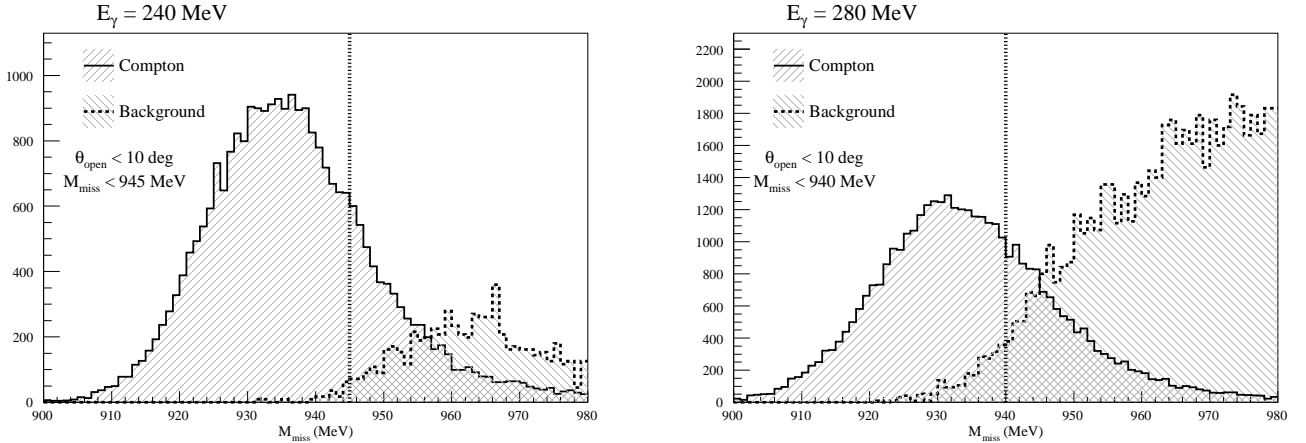 E_γ = 240 MeV
1000
800
600
400
200
0
Compton
Background
θ_open < 10 deg
M_miss < 945 MeV
900 910 920 930 940 950 960 970 980
M_miss (MeV)
E_γ = 280 MeV
2200
2000
1800
1600
1400
1200
1000
800
600
400
200
0
Compton
Background
θ_open < 10 deg
M_miss < 940 MeV
900 910 920 930 940 950 960 970 980
M_miss (MeV)